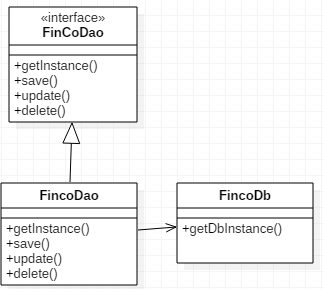 «interface»
FinCoDao
+getInstance()
+save()
+update()
+delete()
FincoDao
+getInstance()
+save()
+update()
+delete()
FincoDb
+getDbInstance()